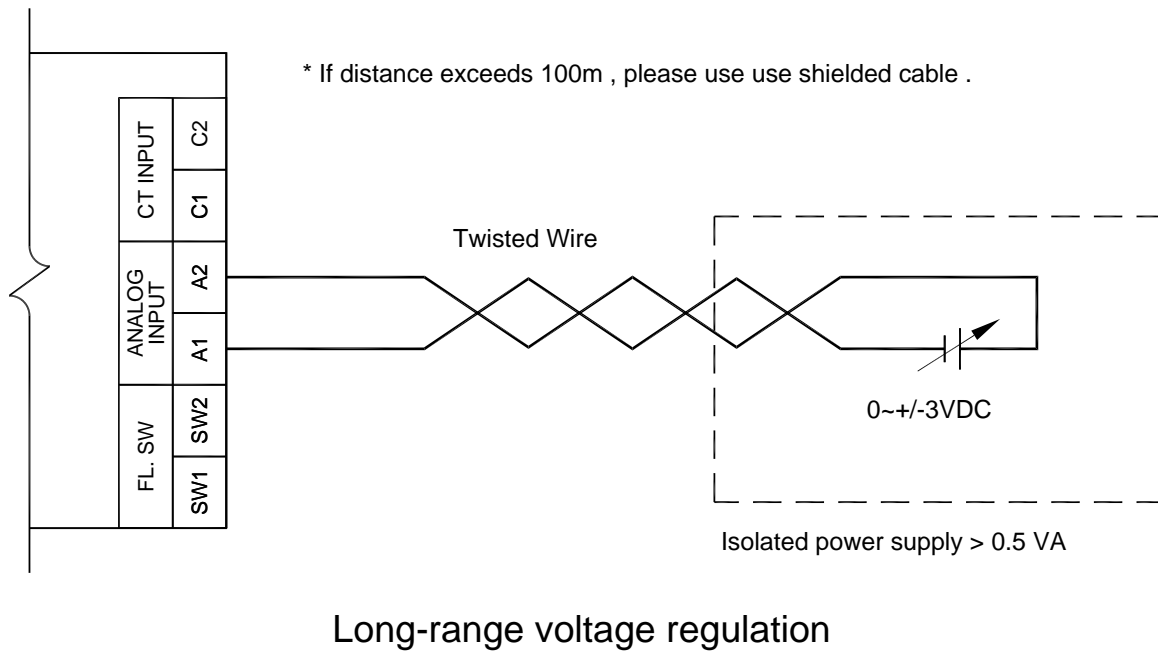 * If distance exceeds 100m , please use use shielded cable .
CT INPUT
C2
C1
ANALOG
INPUT
A2
A1
FL. SW
SW2
SW1
Twisted Wire
0~+/-3VDC
Isolated power supply > 0.5 VA
Long-range voltage regulation